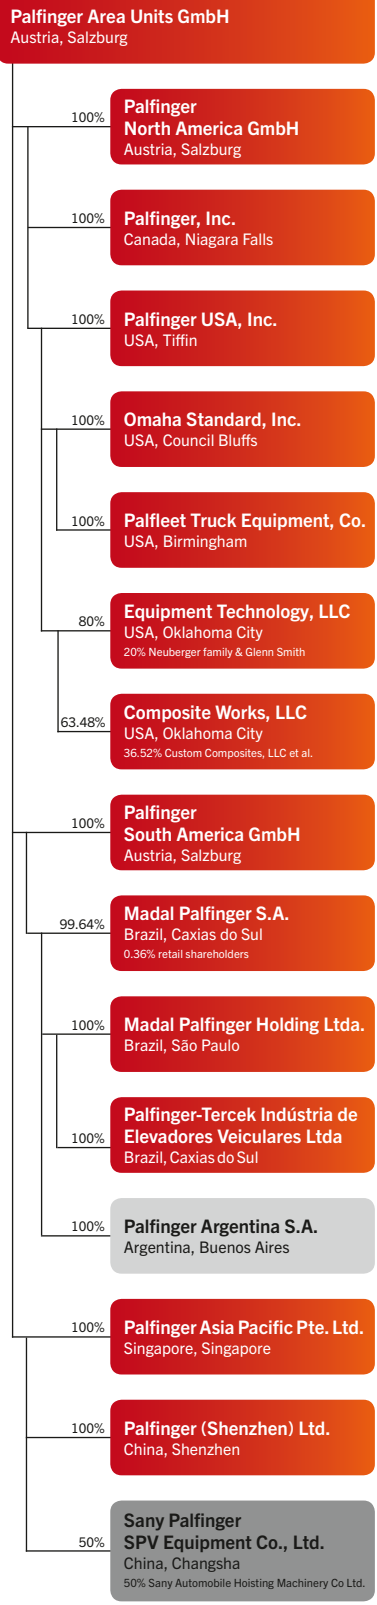 Palfinger Area Units GmbH
Austria, Salzburg
100%
Palfinger
North America GmbH
Austria, Salzburg
100%
Palfinger, Inc.
Canada, Niagara Falls
100%
Palfinger USA, Inc.
USA, Tiffin
100%
Omaha Standard, Inc.
USA, Council Bluffs
100%
Palfleet Truck Equipment, Co.
USA, Birmingham
80%
Equipment Technology, LLC
USA, Oklahoma City
20% Neuberger family & Glenn Smith
63.48%
Composite Works, LLC
USA, Oklahoma City
36.52% Custom Composites, LLC et al.
100%
Palfinger
South America GmbH
Austria, Salzburg
99.64%
Madal Palfinger S.A.
Brazil, Caxias do Sul
0.36% retail shareholders
100%
Madal Palfinger Holding Ltda.
Brazil, São Paulo
100%
Palfinger-Tercek Indústria de
Elevadores Veiculares Ltda
Brazil, Caxias do Sul
100%
Palfinger Argentina S.A.
Argentina, Buenos Aires
100%
Palfinger Asia Pacific Pte. Ltd.
Singapore, Singapore
100%
Palfinger (Shenzhen) Ltd.
China, Shenzhen
50%
Sany Palfinger
SPV Equipment Co., Ltd.
China, Changsha
50% Sany Automobile Hoisting Machinery Co Ltd.